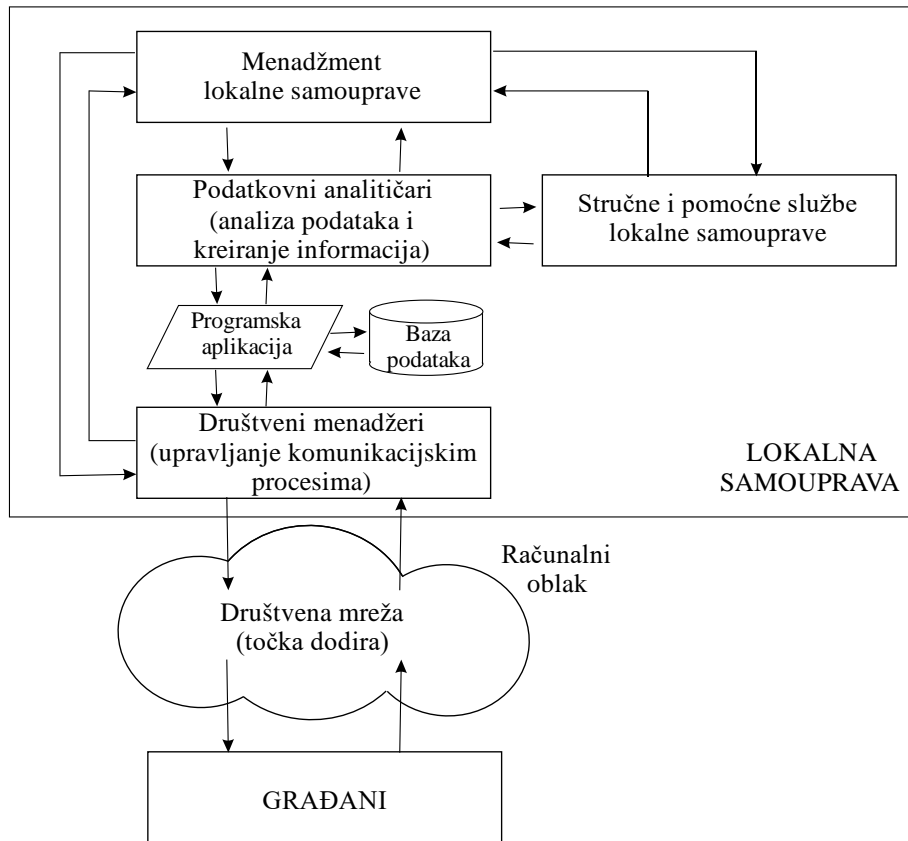 Menadžment
lokalne samouprave
Podatkovni analitičari
(analiza podataka i
kreiranje informacija)
Stručne i pomoćne službe
lokalne samouprave
Programska
aplikacija
Baza
podataka
Društveni menadžeri
(upravljanje komunikacijskim
procesima)
LOKALNA
SAMOUPRAVA
Računalni
oblak
Društvena mreža
(točka dodira)
GRAĐANI